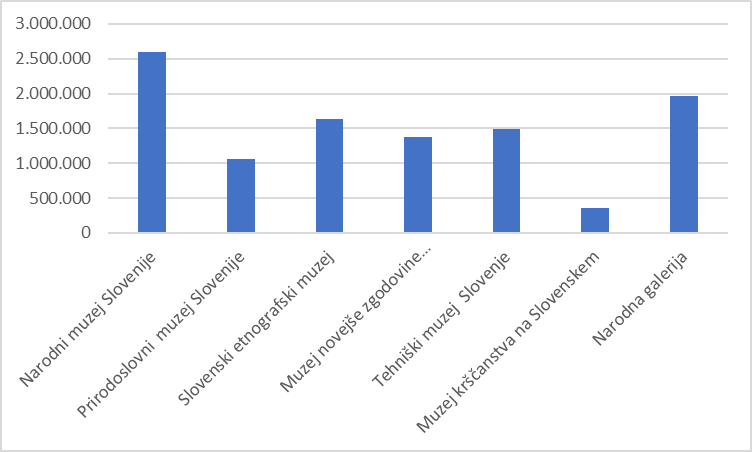 3.000.000
2.500.000
2.000.000
1.500.000
1.000.000
500.000
0
Narodni muzej Slovenije
Prirodoslovni muzej Slovenije
Slovenski etnografski muzej
Muzej novejše zgodovine...
Tehniški muzej Slovenje
Muzej krščanstva na Slovenskem
Narodna galerija